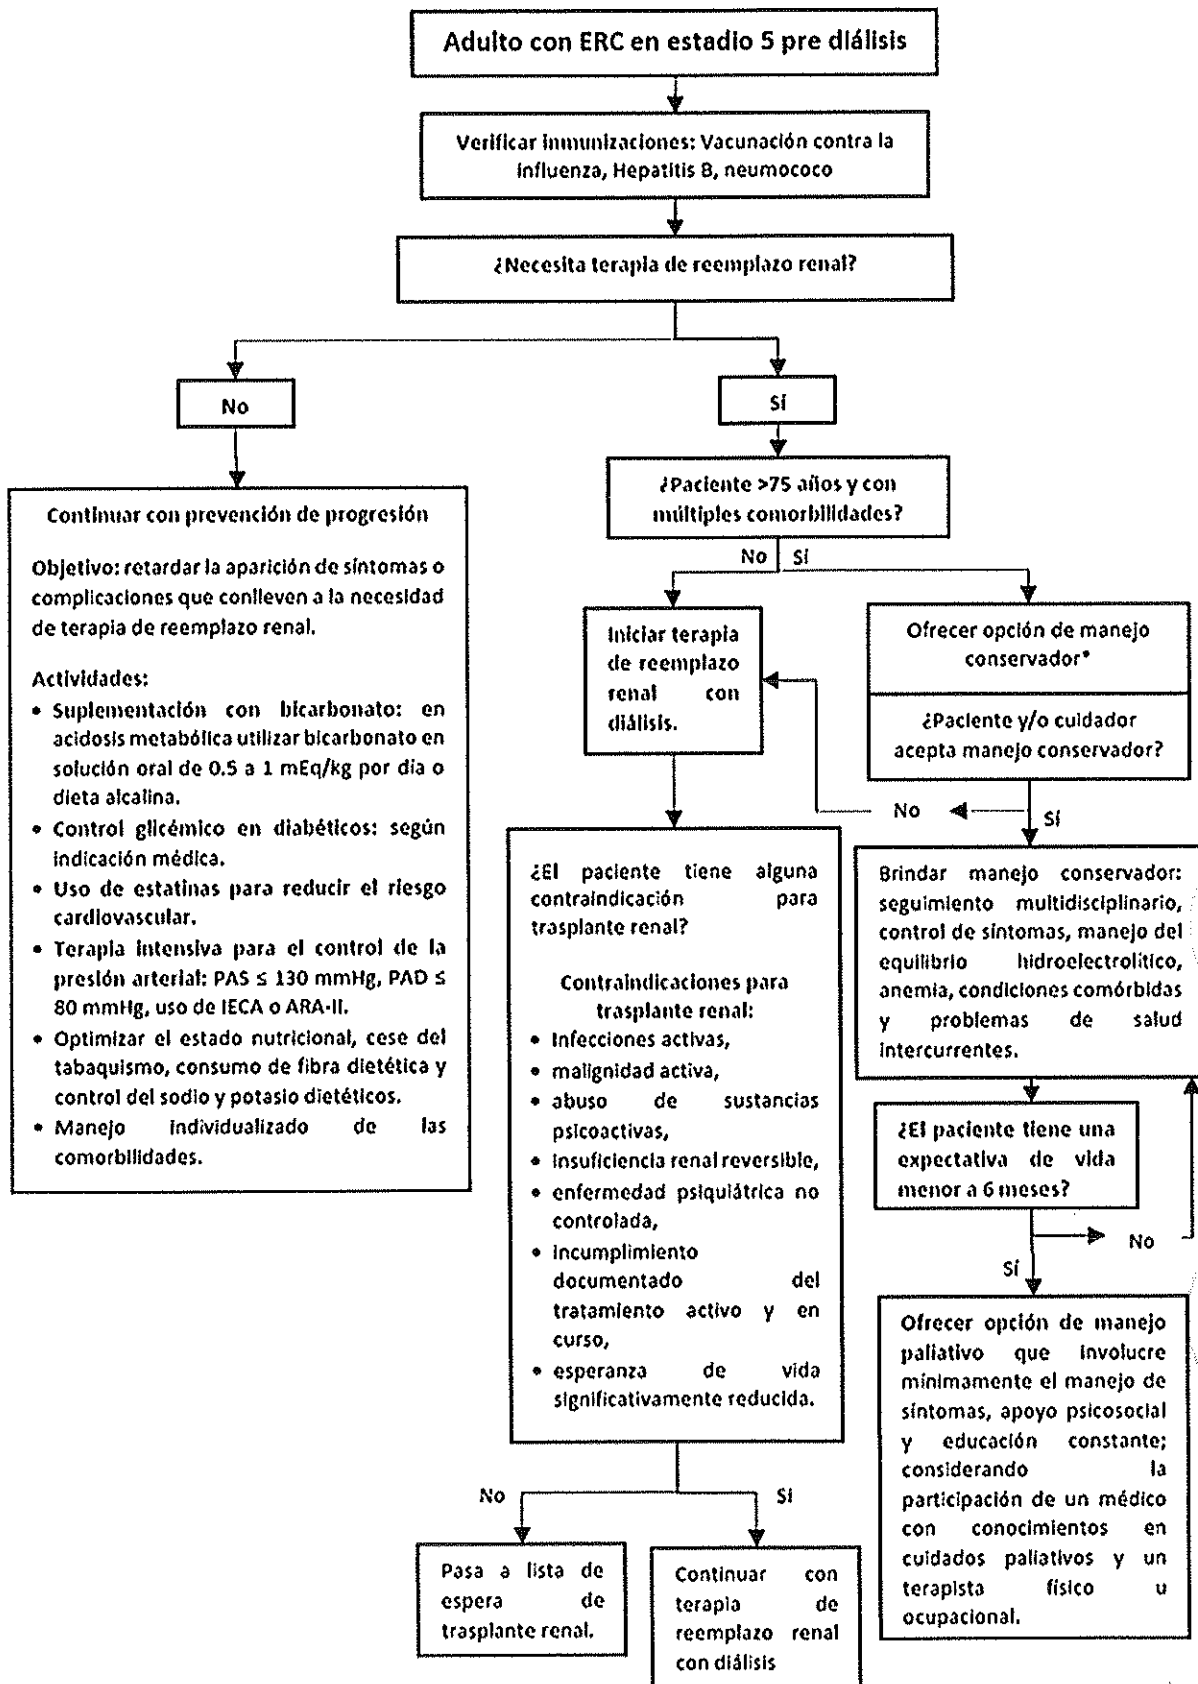 Adulto con ERC en estadio 5 pre diálisis
Verificar inmunizaciones: Vacunación contra la
influenza, Hepatitis B, neumococo
¿Necesita terapia de reemplazo renal?
No
Sí
Continuar con prevención de progresión
Objetivo: retardar la aparición de síntomas o
complicaciones que conlleven a la necesidad
de terapia de reemplazo renal.
Actividades:
• Suplementación con bicarbonato: en
acidosis metabólica utilizar bicarbonato en
solución oral de 0.5 a 1 mEq/kg por día o
dieta alcalina.
• Control glicémico en diabéticos: según
indicación médica.
• Uso de estatinas para reducir el riesgo
cardiovascular.
• Terapia intensiva para el control de la
presión arterial: PAS ≤ 130 mmHg, PAD ≤
80 mmHg, uso de IECA o ARA-II.
• Optimizar el estado nutricional, cese del
tabaquismo, consumo de fibra dietética y
control del sodio y potasio dietéticos.
• Manejo individualizado de las
comorbilidades.
¿Paciente >75 años y con
múltiples comorbilidades?
No
Sí
Iniciar terapia
de reemplazo
renal con
diálisis.
Ofrecer opción de manejo
conservador*
¿Paciente y/o cuidador
acepta manejo conservador?
No
Sí
¿El paciente tiene alguna
contraindicación para
trasplante renal?
Contraindicaciones para
trasplante renal:
• Infecciones activas,
• malignidad activa,
• abuso de sustancias
psicoactivas,
• insuficiencia renal reversible,
• enfermedad psiquiátrica no
controlada,
• incumplimiento
documentado del
tratamiento activo y en
curso,
• esperanza de vida
significativamente reducida.
No
Sí
Pasa a lista de
espera de
trasplante renal.
Continuar con
terapia de
reemplazo renal
con diálisis
Brindar manejo conservador:
seguimiento multidisciplinario,
control de síntomas, manejo del
equilibrio hidroelectrolítico,
anemia, condiciones comórbidas
y problemas de salud
intercurrentes.
¿El paciente tiene una
expectativa de vida
menor a 6 meses?
No
Sí
Ofrecer opción de manejo
paliativo que involucre
mínimamente el manejo de
síntomas, apoyo psicosocial
y educación constante;
considerando la
participación de un médico
con conocimientos en
cuidados paliativos y un
terapista físico u
ocupacional.